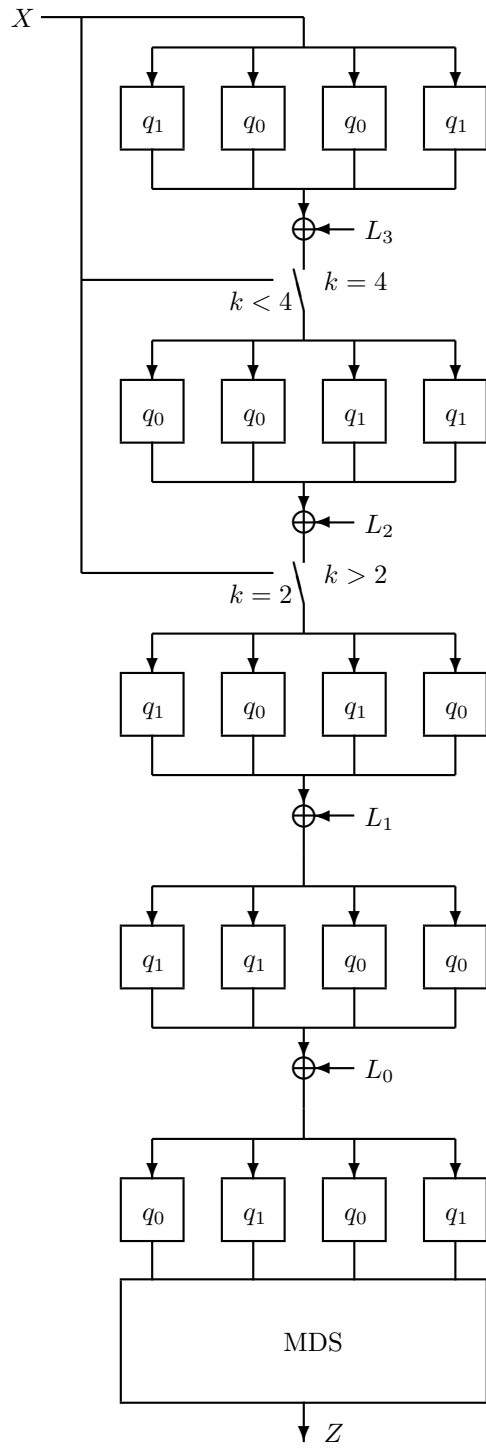 X
q₁ q₀ q₀ q₁
L₃
k = 4
k < 4
q₀ q₀ q₁ q₁
L₂
k > 2
k = 2
q₁ q₀ q₁ q₀
L₁
q₁ q₁ q₀ q₀
L₀
q₀ q₁ q₀ q₁
MDS
Z